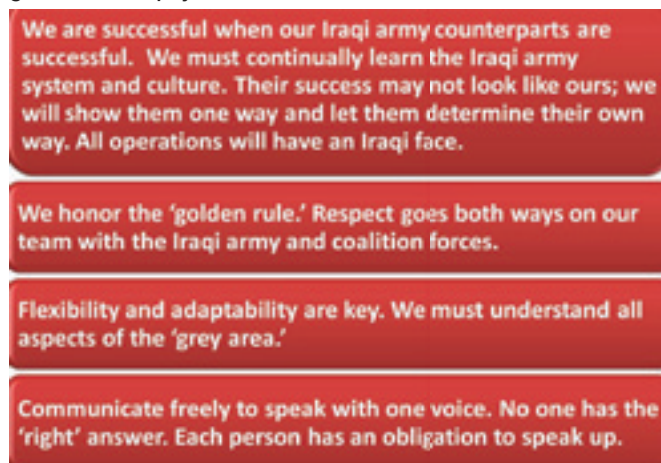 We are successful when our Iraqi army counterparts are
successful. We must continually learn the Iraqi army
system and culture. Their success may not look like ours; we
will show them one way and let them determine their own
way. All operations will have an Iraqi face.
We honor the ‘golden rule.’ Respect goes both ways on our
team with the Iraqi army and coalition forces.
Flexibility and adaptability are key. We must understand all
aspects of the ‘grey area.’
Communicate freely to speak with one voice. No one has the
‘right’ answer. Each person has an obligation to speak up.